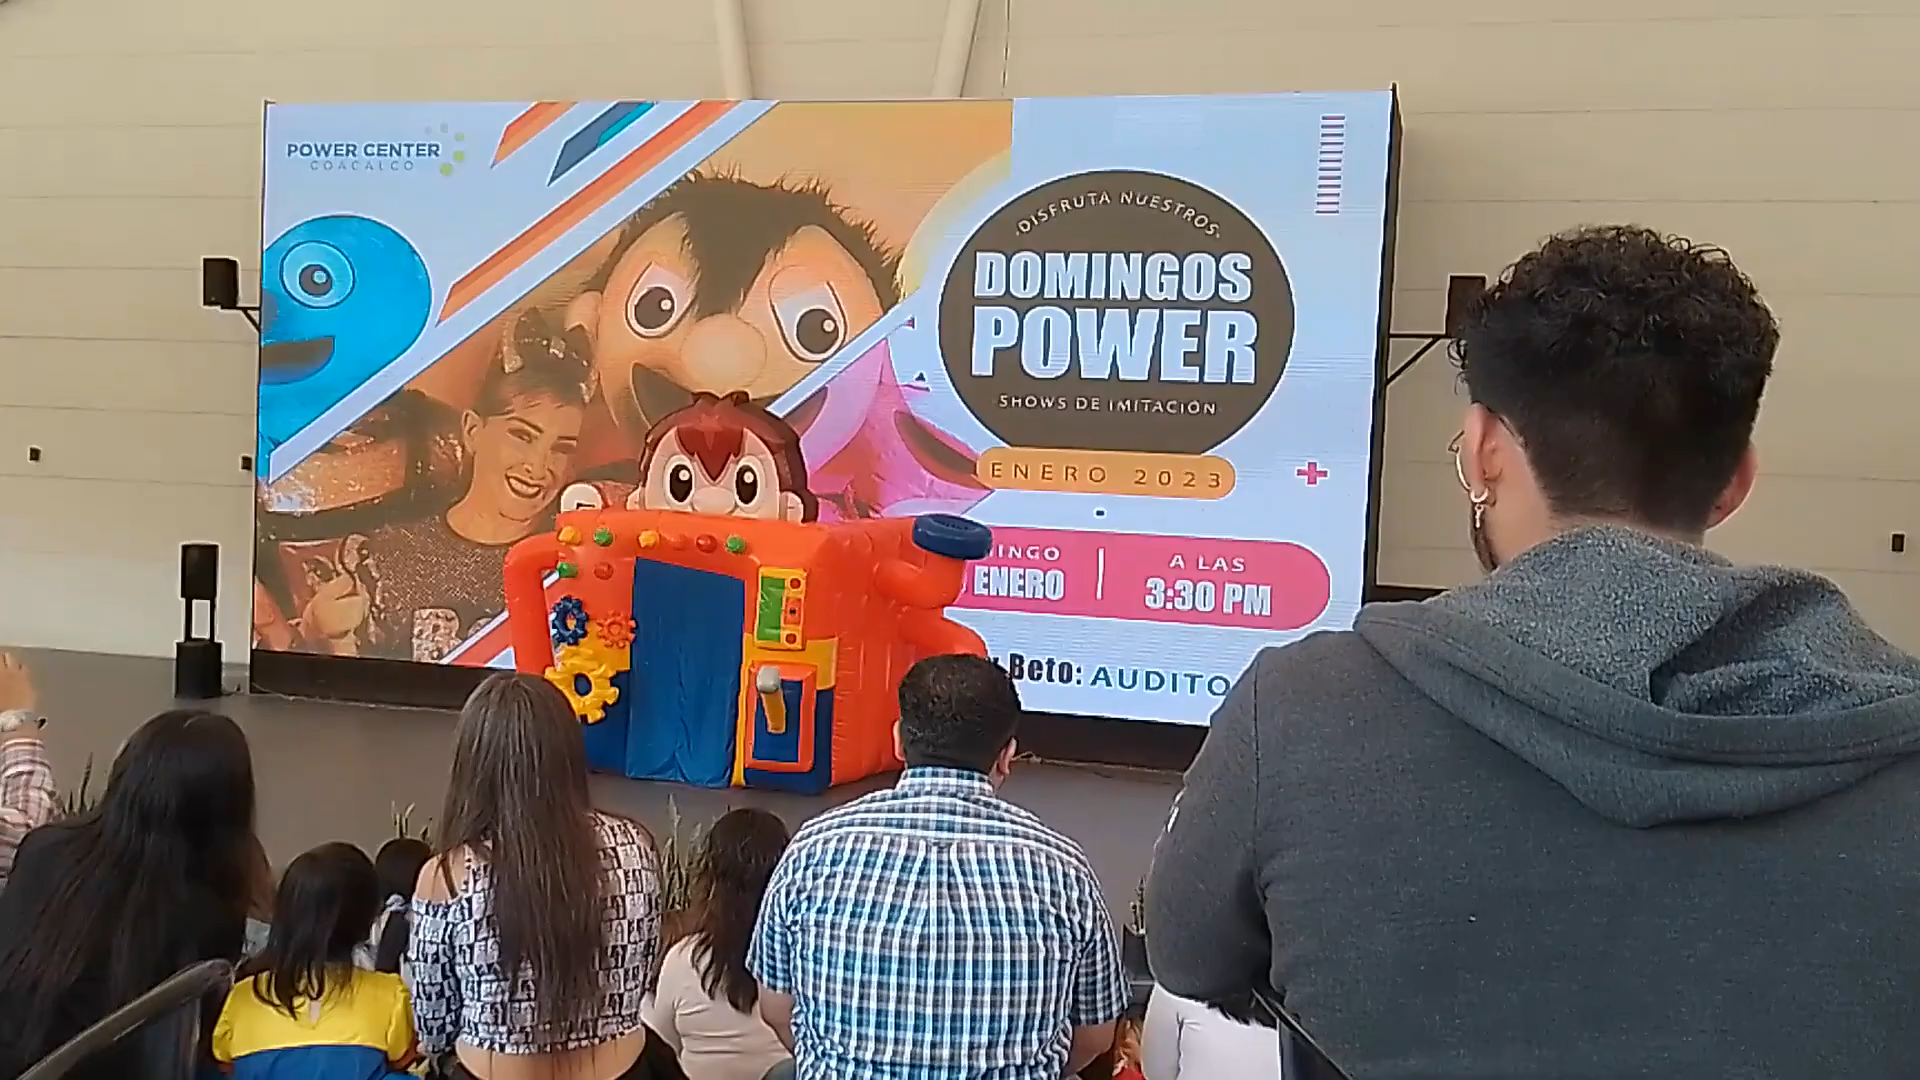 POWER CENTER
COACALCO
·DISFRUTA NUESTROS·
DOMINGOS
POWER
SHOWS DE IMITACIÓN
ENERO 2023
INGO
ENERO
A LAS
3:30 PM
y Beto: AUDITO